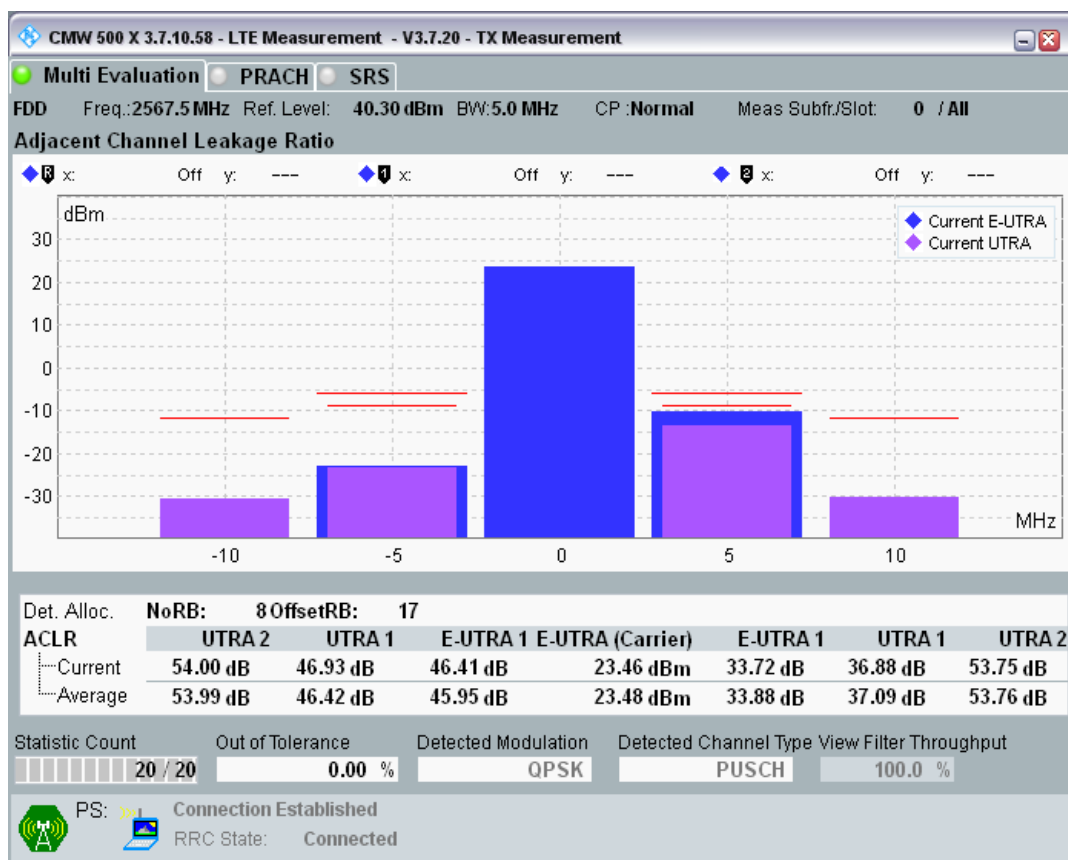 CMW 500 X 3.7.10.58 - LTE Measurement - V3.7.20 - TX Measurement
Multi Evaluation PRACH SRS
FDD Freq.:2567.5 MHz Ref. Level: 40.30 dBm BW:5.0 MHz CP :Normal Meas Subfr./Slot: 0 / All
Adjacent Channel Leakage Ratio
R x: Off y: --- 1 x: Off y: --- 2 x: Off y: ---
dBm
Current E-UTRA
Current UTRA
30
20
10
0
-10
-20
-30
MHz
-10 -5 0 5 10
Det. Alloc. NoRB: 8 OffsetRB: 17
ACLR UTRA 2 UTRA 1 E-UTRA 1 E-UTRA (Carrier) E-UTRA 1 UTRA 1 UTRA 2
Current 54.00 dB 46.93 dB 46.41 dB 23.46 dBm 33.72 dB 36.88 dB 53.75 dB
Average 53.99 dB 46.42 dB 45.95 dB 23.48 dBm 33.88 dB 37.09 dB 53.76 dB
Statistic Count Out of Tolerance Detected Modulation Detected Channel Type View Filter Throughput
20 / 20 0.00 % QPSK PUSCH 100.0 %
PS: Connection Established
RRC State: Connected